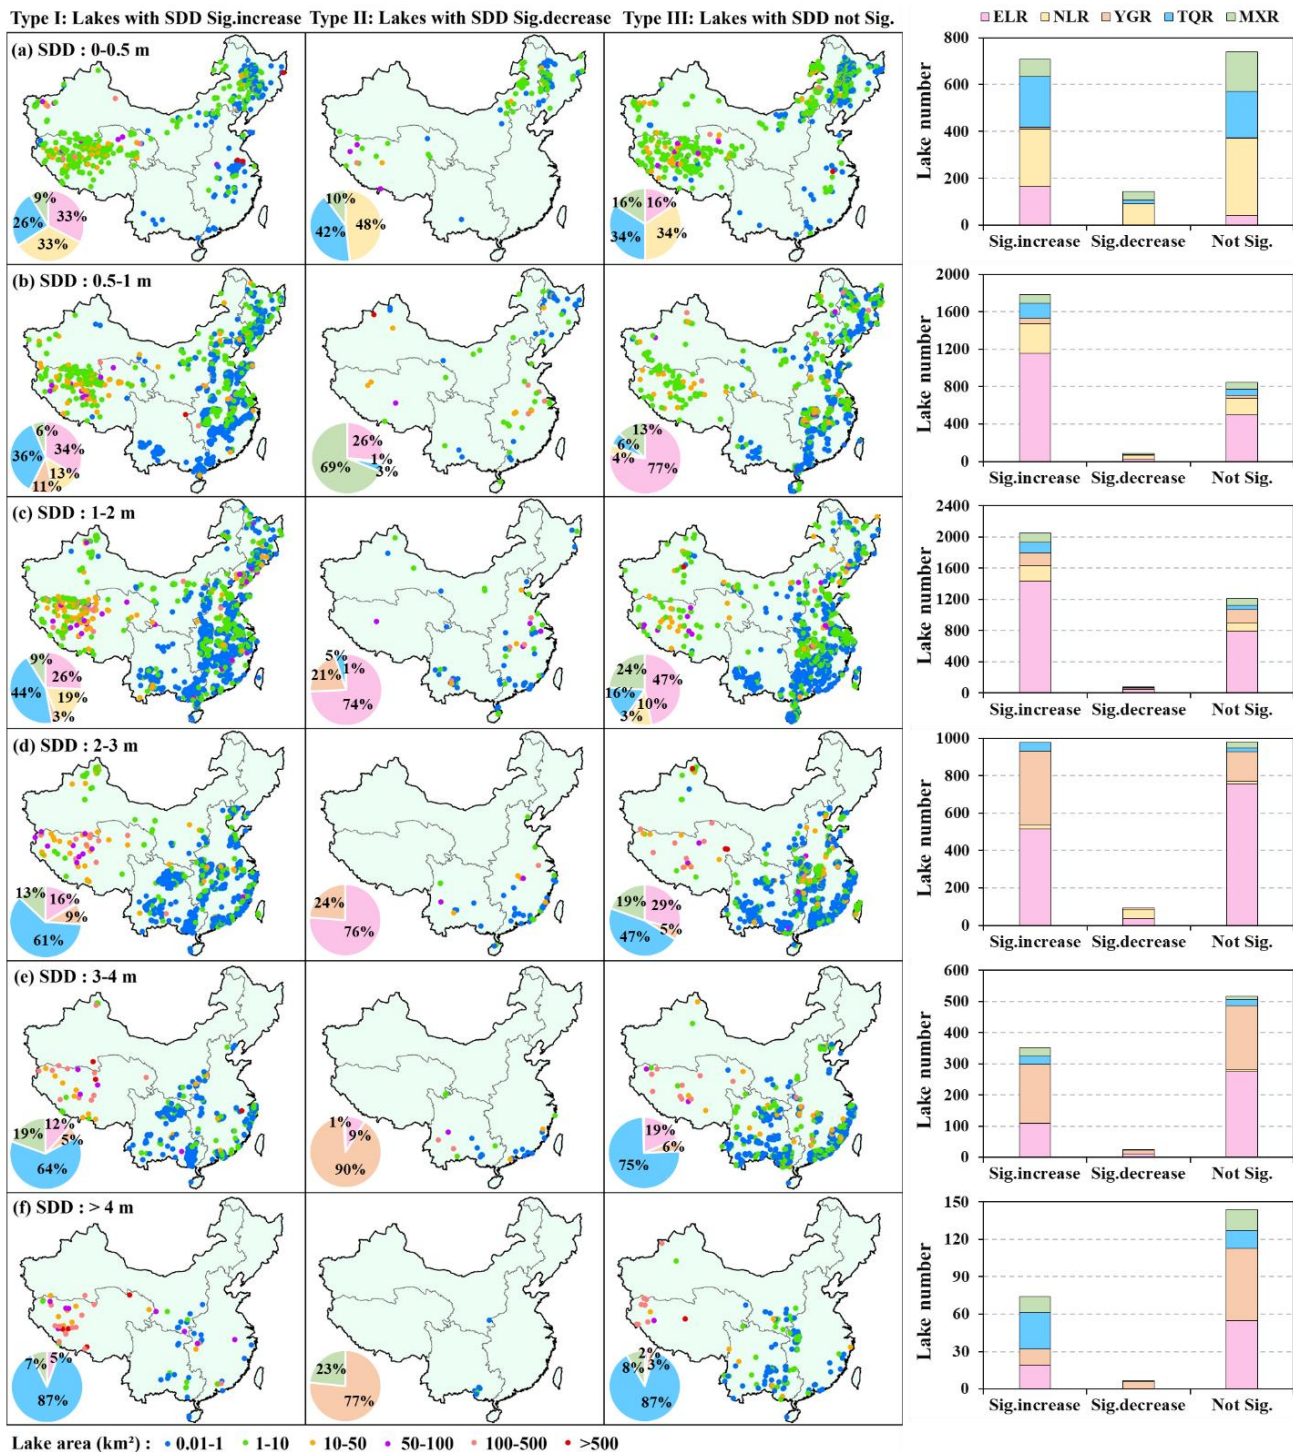 Type I: Lakes with SDD Sig.increase Type II: Lakes with SDD Sig.decrease Type III: Lakes with SDD not Sig.
ELR NLR YGR TQR MXR
(a) SDD : 0-0.5 m
9% 33% 33% 26%
10% 48% 42%
16% 16% 34% 34%
Lake number
800
600
400
200
0
Sig.increase Sig.decrease Not Sig.
(b) SDD : 0.5-1 m
6% 34% 13% 11% 36%
26% 1% 3% 69%
13% 6% 4% 77%
Lake number
2000
1600
1200
800
400
0
Sig.increase Sig.decrease Not Sig.
(c) SDD : 1-2 m
9% 26% 19% 3% 44%
5% 1% 21% 74%
24% 47% 16% 10% 3%
Lake number
2400
2000
1600
1200
800
400
0
Sig.increase Sig.decrease Not Sig.
(d) SDD : 2-3 m
13% 16% 9% 61%
24% 76%
19% 29% 5% 47%
Lake number
1000
800
600
400
200
0
Sig.increase Sig.decrease Not Sig.
(e) SDD : 3-4 m
12% 19% 5% 64%
1% 9% 90%
19% 6% 75%
Lake number
600
500
400
300
200
100
0
Sig.increase Sig.decrease Not Sig.
(f) SDD : > 4 m
7% 5% 87%
23% 77%
2% 8% 3% 87%
Lake number
150
120
90
60
30
0
Sig.increase Sig.decrease Not Sig.
Lake area (km²) : 0.01-1 1-10 10-50 50-100 100-500 >500